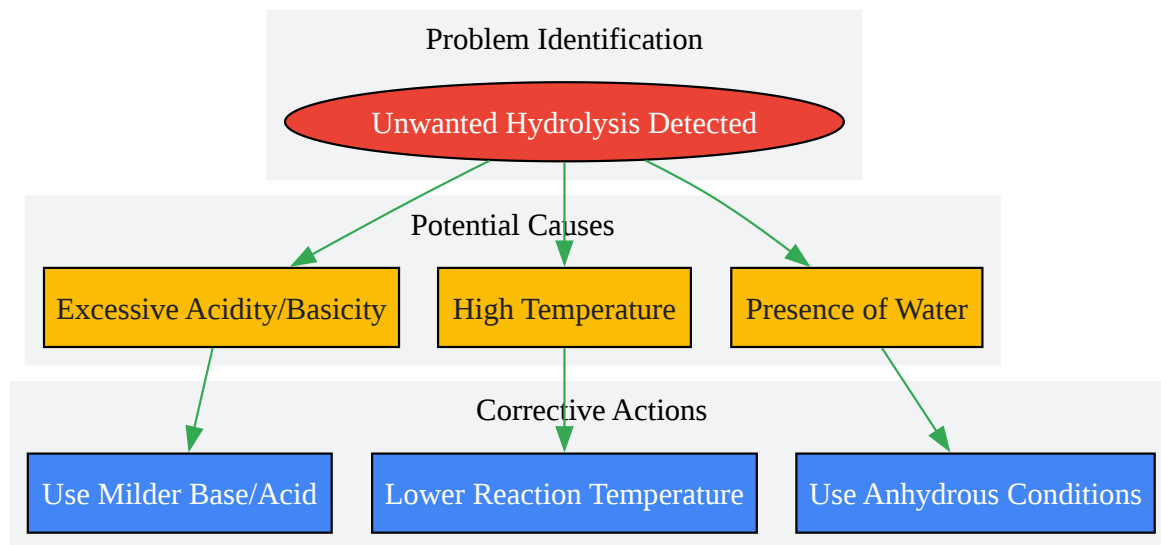 Problem Identification
Unwanted Hydrolysis Detected
Potential Causes
Excessive Acidity/Basicity
High Temperature
Presence of Water
Corrective Actions
Use Milder Base/Acid
Lower Reaction Temperature
Use Anhydrous Conditions